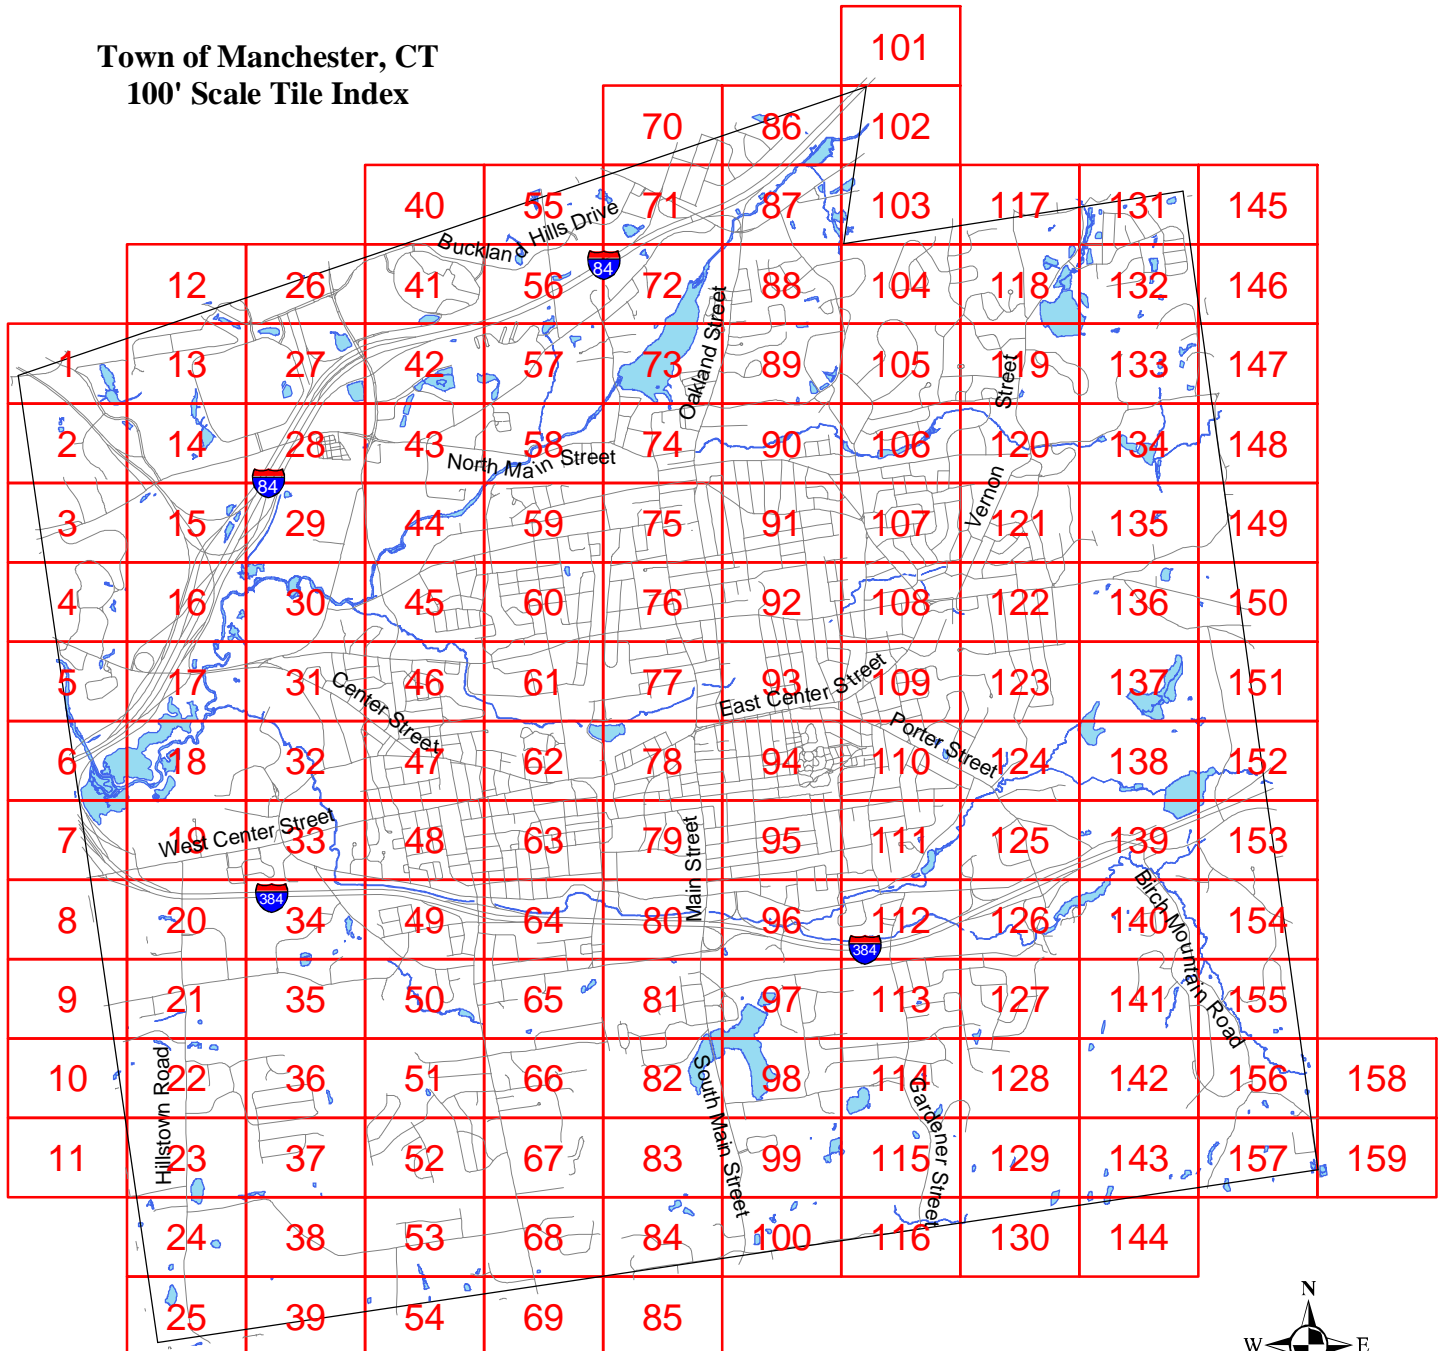 Town of Manchester, CT
100' Scale Tile Index
101
70 86 102
40 55 71 87 103 117 131 145
Buckland Hills Drive
12 26 41 56 84 72 88 104 118 132 146
1 13 27 42 57 73 89 105 119 133 147
Oakland Street
2 14 28 43 58 74 90 106 120 134 148
North Main Street
84
Vernon Street
3 15 29 44 59 75 91 107 121 135 149
4 16 30 45 60 76 92 108 122 136 150
5 17 31 46 61 77 93 109 123 137 151
Center Street
East Center Street
Porter Street
6 18 32 47 62 78 94 110 124 138 152
7 19 33 48 63 79 95 111 125 139 153
West Center Street
Main Street
384
8 20 34 49 64 80 96 112 126 140 154
384
Birch Mountain Road
9 21 35 50 65 81 97 113 127 141 155
10 22 36 51 66 82 98 114 128 142 156 158
Hillstown Road
South Main Street
Gardener Street
11 23 37 52 67 83 99 115 129 143 157 159
24 38 53 68 84 100 116 130 144
25 39 54 69 85
N
W E